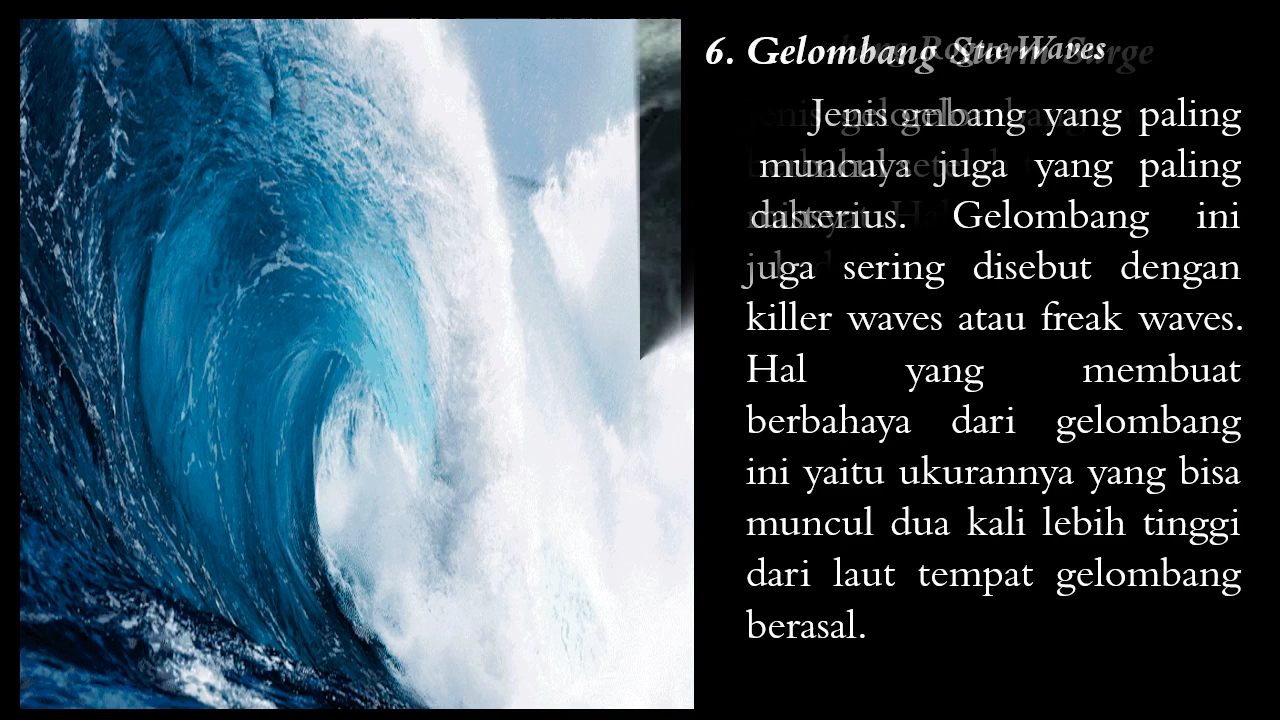 6. Gelombang Waves
yang paling
juga yang paling
Gelombang ini
juga sering disebut dengan
killer waves atau freak waves.
Hal yang membuat
berbahaya dari gelombang
ini yaitu ukurannya yang bisa
muncul dua kali lebih tinggi
dari laut tempat gelombang
berasal.